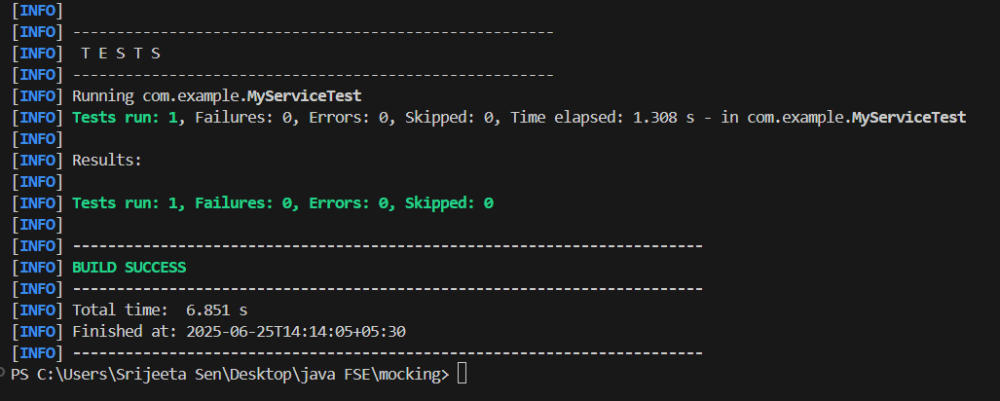 [INFO]
[INFO] -------------------------------------------------------
[INFO]  T E S T S
[INFO] -------------------------------------------------------
[INFO] Running com.example.MyServiceTest
[INFO] Tests run: 1, Failures: 0, Errors: 0, Skipped: 0, Time elapsed: 1.308 s - in com.example.MyServiceTest
[INFO]
[INFO] Results:
[INFO]
[INFO] Tests run: 1, Failures: 0, Errors: 0, Skipped: 0
[INFO]
[INFO] ------------------------------------------------------------------------
[INFO] BUILD SUCCESS
[INFO] ------------------------------------------------------------------------
[INFO] Total time:  6.851 s
[INFO] Finished at: 2025-06-25T14:14:05+05:30
[INFO] ------------------------------------------------------------------------
PS C:\Users\Srijeeta Sen\Desktop\java FSE\mocking>